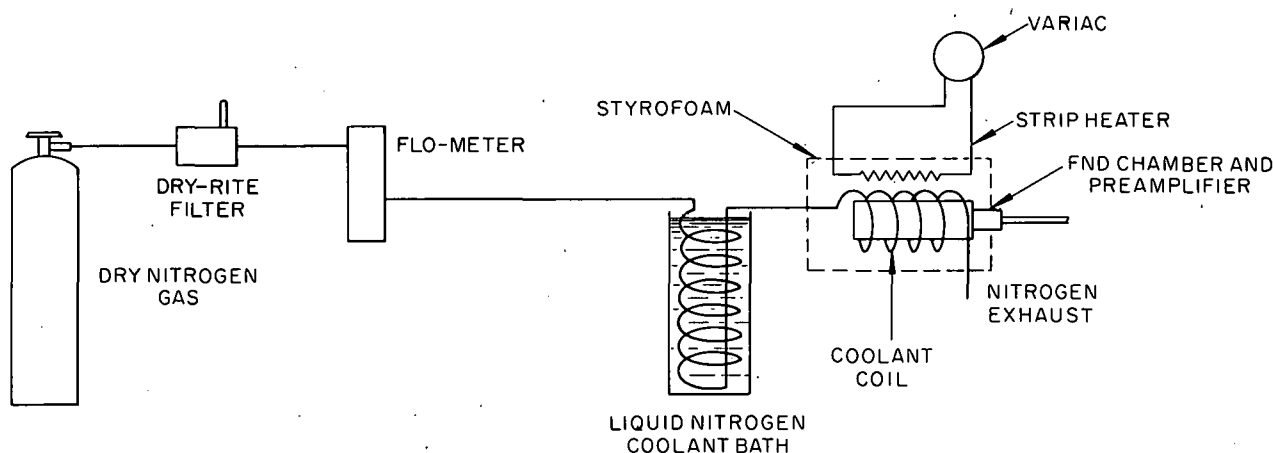 VARIAC
STYROFOAM
STRIP HEATER
FLO-METER
FND CHAMBER AND
PREAMPLIFIER
DRY-RITE
FILTER
DRY NITROGEN
GAS
NITROGEN
EXHAUST
COOLANT
COIL
LIQUID NITROGEN
COOLANT BATH